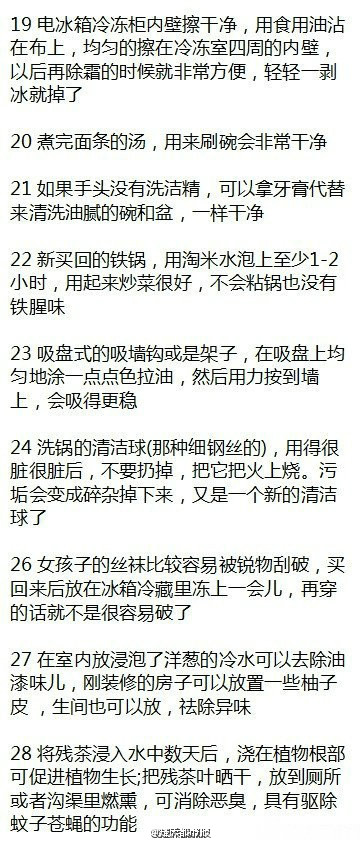 19 电冰箱冷冻柜内壁擦干净，用食用油沾
在布上，均匀的擦在冷冻室四周的内壁，
以后再除霜的时候就非常方便，轻轻一剥
冰就掉了
20 煮完面条的汤，用来刷碗会非常干净
21 如果手头没有洗洁精，可以拿牙膏代替
来清洗油腻的碗和盆，一样干净
22 新买回的铁锅，用淘米水泡上至少1-2
小时，用起来炒菜很好，不会粘锅也没有
铁腥味
23 吸盘式的吸墙钩或是架子，在吸盘上均
匀地涂一点点色拉油，然后用力按到墙
上，会吸得更稳
24 洗锅的清洁球(那种细钢丝的)，用得很
脏很脏后，不要扔掉，把它把火上烧。污
垢会变成碎杂掉下来，又是一个新的清洁
球了
26 女孩子的丝袜比较容易被锐物刮破，买
回来后放在冰箱冷藏里冻上一会儿，再穿
的话就不是很容易破了
27 在室内放浸泡了洋葱的冷水可以去除油
漆味儿，刚装修的房子可以放置一些柚子
皮 ，生间也可以放，祛除异味
28 将残茶浸入水中数天后，浇在植物根部
可促进植物生长;把残茶叶晒干，放到厕所
或者沟渠里燃熏，可消除恶臭，具有驱除
蚊子苍蝇的功能